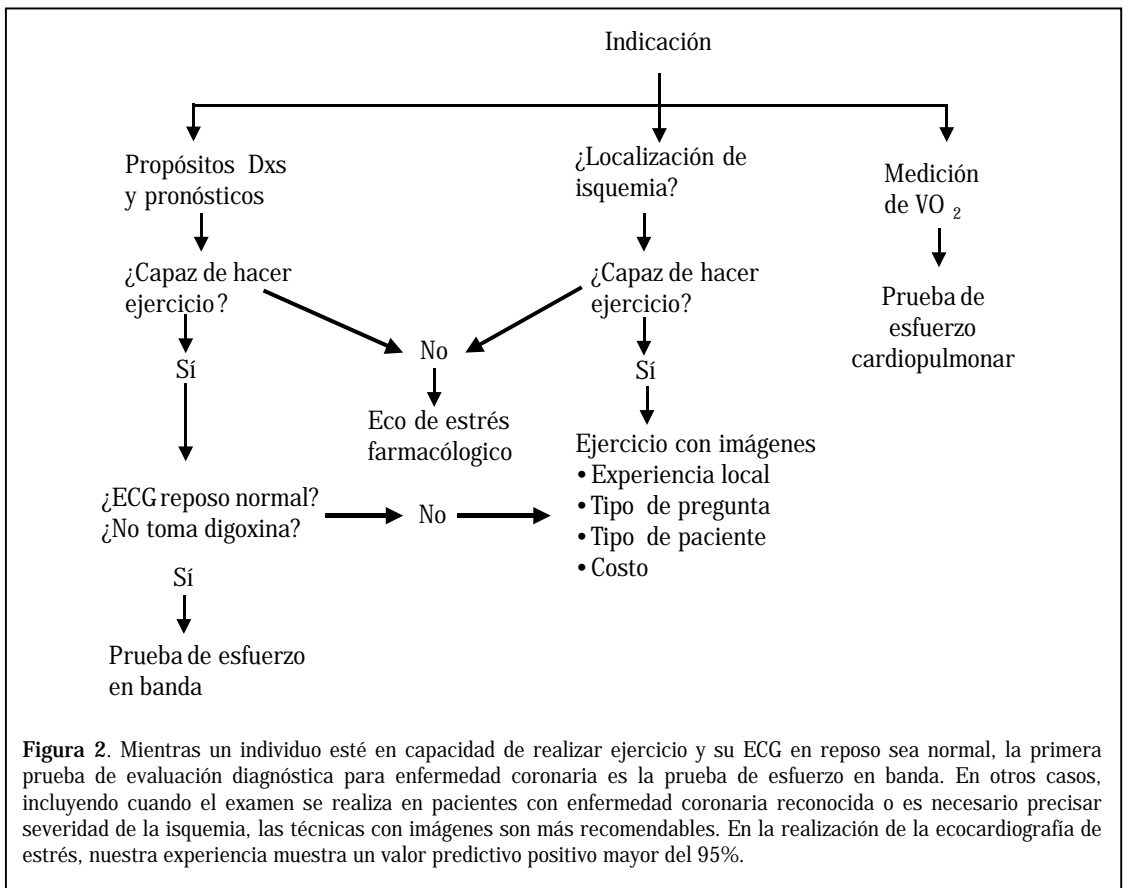 Indicación
Propósitos Dxs
y pronósticos
¿Localización de
isquemia?
Medición
de VO 2
¿Capaz de hacer
ejercicio?
¿Capaz de hacer
ejercicio?
Prueba de
esfuerzo
cardiopulmonar
No
Sí
Sí
Eco de estrés
farmácológico
Ejercicio con imágenes
• Experiencia local
• Tipo de pregunta
• Tipo de paciente
• Costo
¿ECG reposo normal?
¿No toma digoxina?
No
Sí
Prueba de esfuerzo
en banda
Figura 2. Mientras un individuo esté en capacidad de realizar ejercicio y su ECG en reposo sea normal, la primera
prueba de evaluación diagnóstica para enfermedad coronaria es la prueba de esfuerzo en banda. En otros casos,
incluyendo cuando el examen se realiza en pacientes con enfermedad coronaria reconocida o es necesario precisar
severidad de la isquemia, las técnicas con imágenes son más recomendables. En la realización de la ecocardiografía de
estrés, nuestra experiencia muestra un valor predictivo positivo mayor del 95%.